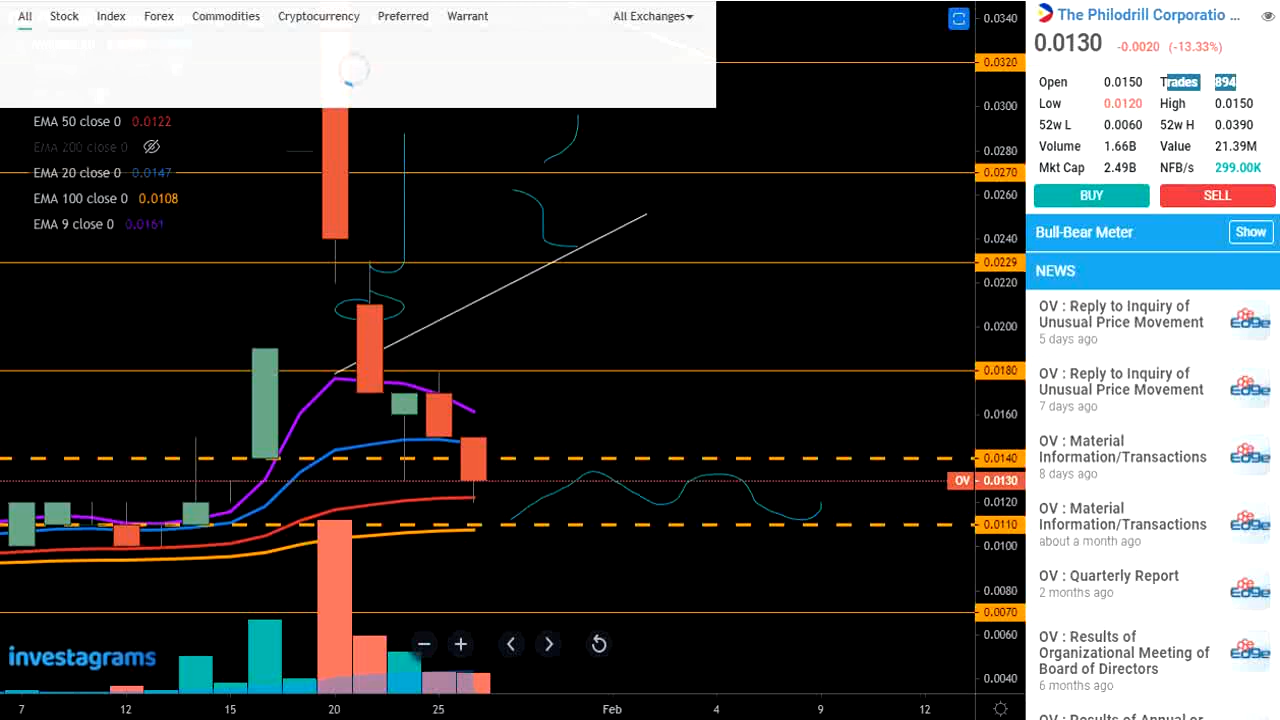 All Stock Index Forex Commodities Cryptocurrency Preferred Warrant All Exchanges
EMA 50 close 0 0.0122
EMA 200 close 0
EMA 20 close 0 0.0147
EMA 100 close 0 0.0108
EMA 9 close 0 0.0161
investagrams
0.0340
0.0320
0.0300
0.0280
0.0270
0.0260
0.0240
0.0229
0.0220
0.0200
0.0180
0.0160
0.0140
OV 0.0130
0.0120
0.0110
0.0100
0.0080
0.0070
0.0060
0.0040
7 12 15 20 25 Feb 4 9 12
The Philodrill Corporatio ...
0.0130 -0.0020 (-13.33%)
Open 0.0150 Trades 894
Low 0.0120 High 0.0150
52w L 0.0060 52w H 0.0390
Volume 1.66B Value 21.39M
Mkt Cap 2.49B NFB/s 299.00K
BUY SELL
Bull-Bear Meter Show
NEWS
OV : Reply to Inquiry of
Unusual Price Movement
5 days ago
OV : Reply to Inquiry of
Unusual Price Movement
7 days ago
OV : Material
Information/Transactions
8 days ago
OV : Material
Information/Transactions
about a month ago
OV : Quarterly Report
2 months ago
OV : Results of
Organizational Meeting of
Board of Directors
6 months ago
OV : Results of Annual or